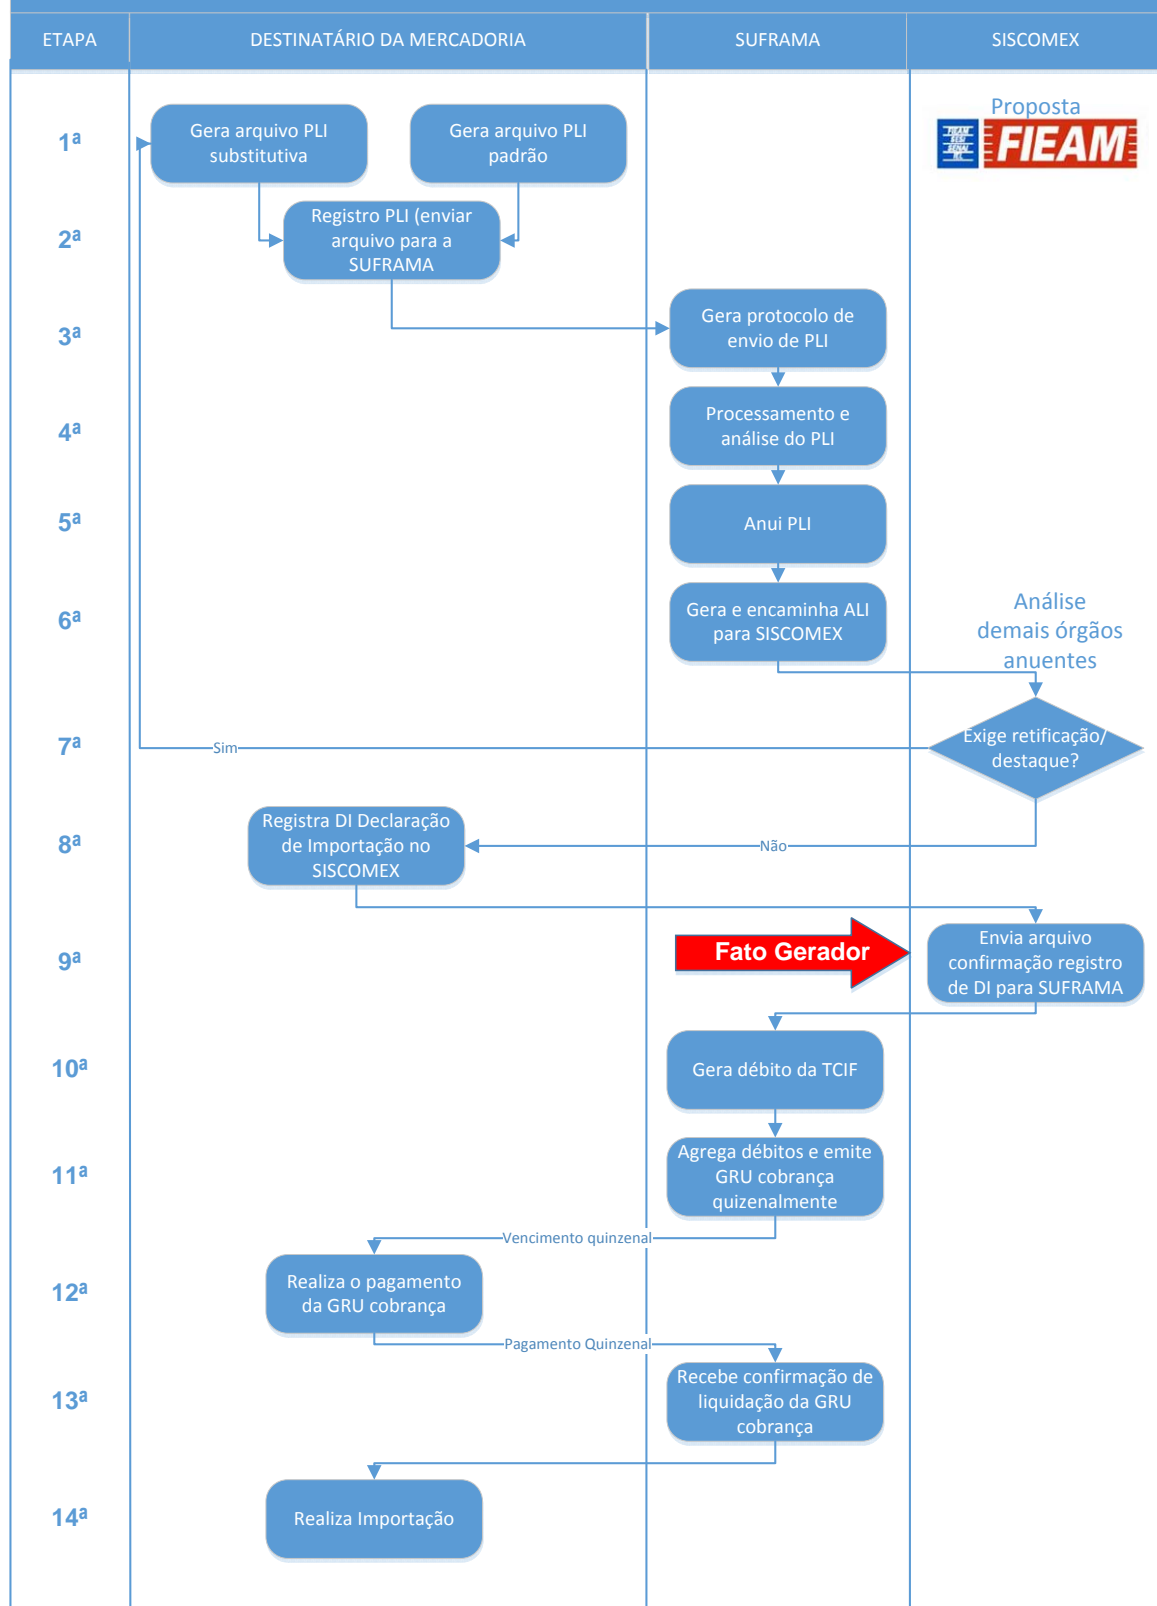 ETAPA
DESTINATÁRIO DA MERCADORIA
SUFRAMA
SISCOMEX
Proposta
FIEAM
SESI
SENAI
IEL
FIEAM
1ª
Gera arquivo PLI
substitutiva
Gera arquivo PLI
padrão
2ª
Registro PLI (enviar
arquivo para a
SUFRAMA
3ª
Gera protocolo de
envio de PLI
4ª
Processamento e
análise do PLI
5ª
Anui PLI
6ª
Gera e encaminha ALI
para SISCOMEX
Análise
demais órgãos
anuentes
7ª
Sim
Exige retificação/
destaque?
8ª
Registra DI Declaração
de Importação no
SISCOMEX
Não
9ª
Fato Gerador
Envia arquivo
confirmação registro
de DI para SUFRAMA
10ª
Gera débito da TCIF
11ª
Agrega débitos e emite
GRU cobrança
quizenalmente
Vencimento quinzenal
12ª
Realiza o pagamento
da GRU cobrança
Pagamento Quinzenal
13ª
Recebe confirmação de
liquidação da GRU
cobrança
14ª
Realiza Importação